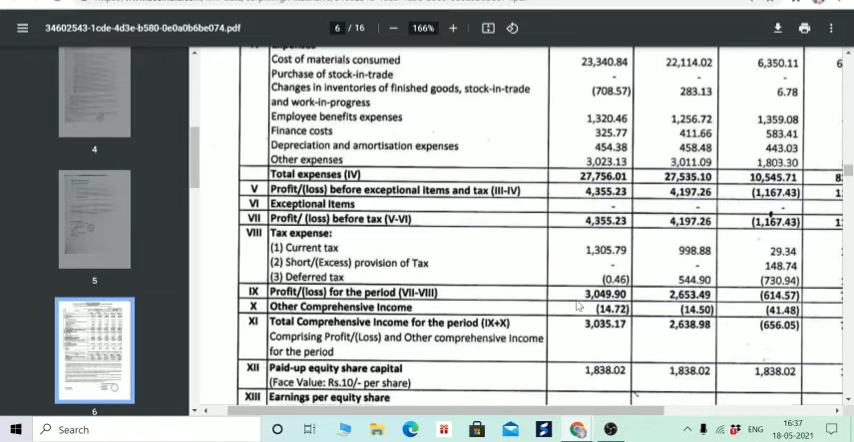 34602543-1cde-4d3e-b580-0e0a0b6be074.pdf 6 / 16 — 166% +
Expenses
Cost of materials consumed 23,340.84 22,114.02 6,350.11 6
Purchase of stock-in-trade - - -
Changes in inventories of finished goods, stock-in-trade (708.57) 283.13 6.78
and work-in-progress
Employee benefits expenses 1,320.46 1,256.72 1,359.08
Finance costs 325.77 411.66 583.41
Depreciation and amortisation expenses 454.38 458.48 443.03
Other expenses 3,023.13 3,011.09 1,803.30
Total expenses (IV) 27,756.01 27,535.10 10,545.71 8
V Profit/(loss) before exceptional items and tax (III-IV) 4,355.23 4,197.26 (1,167.43) 1
VI Exceptional Items - - -
VII Profit/ (loss) before tax (V-VI) 4,355.23 4,197.26 (1,167.43) 1
VIII Tax expense:
(1) Current tax 1,305.79 998.88 29.34
(2) Short/(Excess) provision of Tax - - 148.74
(3) Deferred tax (0.46) 544.90 (730.94)
IX Profit/(loss) for the period (VII-VIII) 3,049.90 2,653.49 (614.57)
X Other Comprehensive Income (14.72) (14.50) (41.48)
XI Total Comprehensive Income for the period (IX+X) 3,035.17 2,638.98 (656.05)
Comprising Profit/(Loss) and Other comprehensive Income
for the period
XII Paid-up equity share capital 1,838.02 1,838.02 1,838.02
(Face Value: Rs.10/- per share)
XIII Earnings per equity share
4
5
6
Search
ENG
16:37
18-05-2021